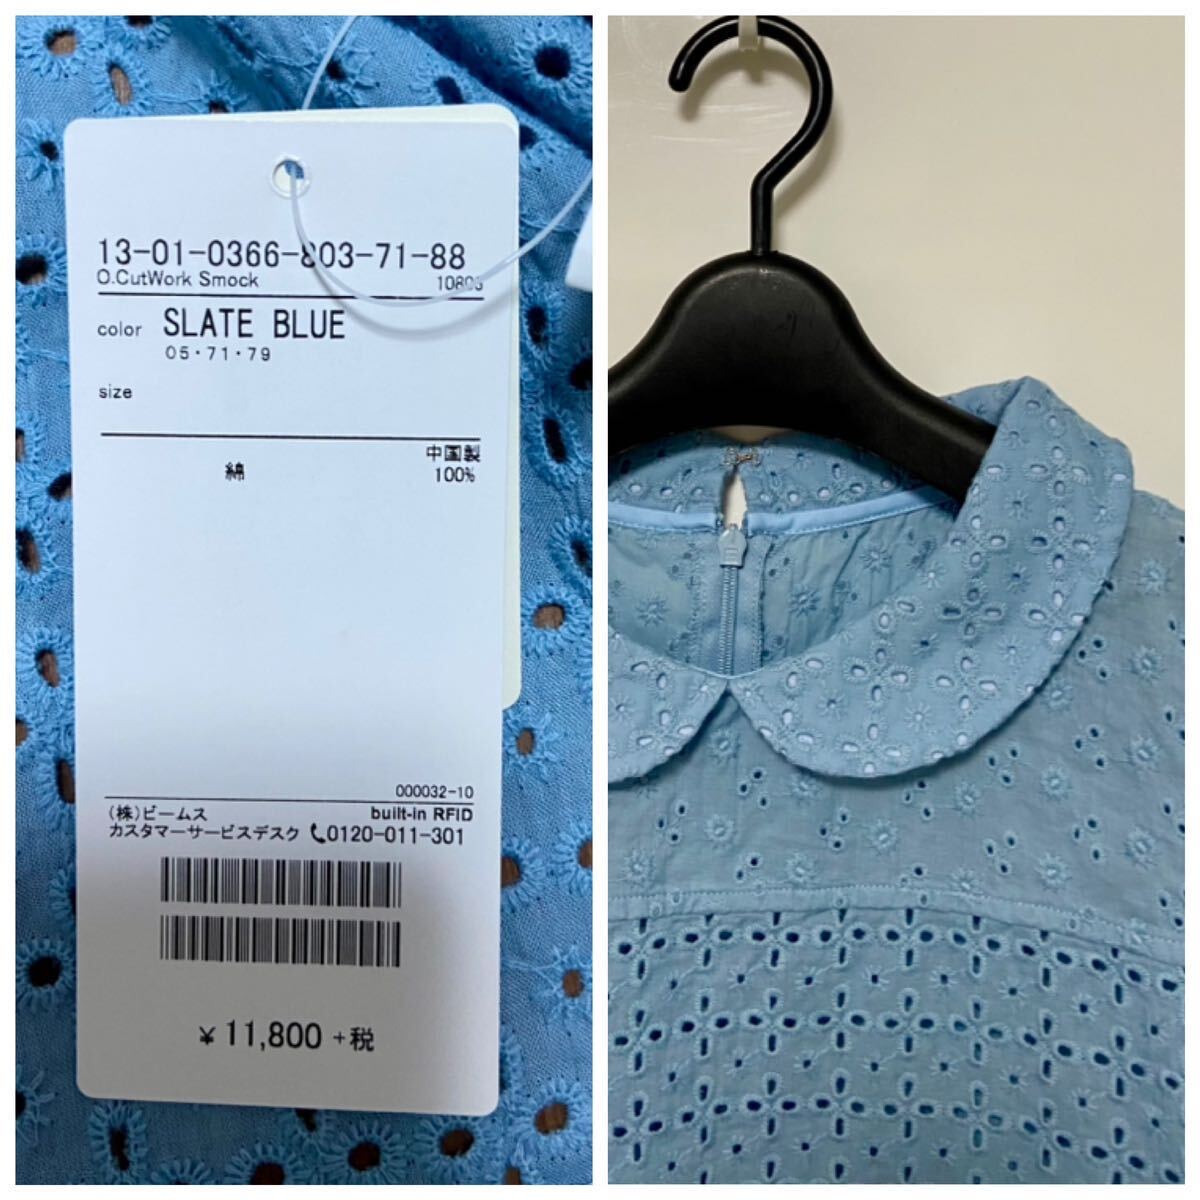 13-01-0366-803-71-88
O.CutWork Smock 10803
color SLATE BLUE
05・71・79
size
中国製
綿 100%
000032-10
(株)ビームス built-in RFID
カスタマーサービスデスク 0120-011-301
¥ 11,800 +税